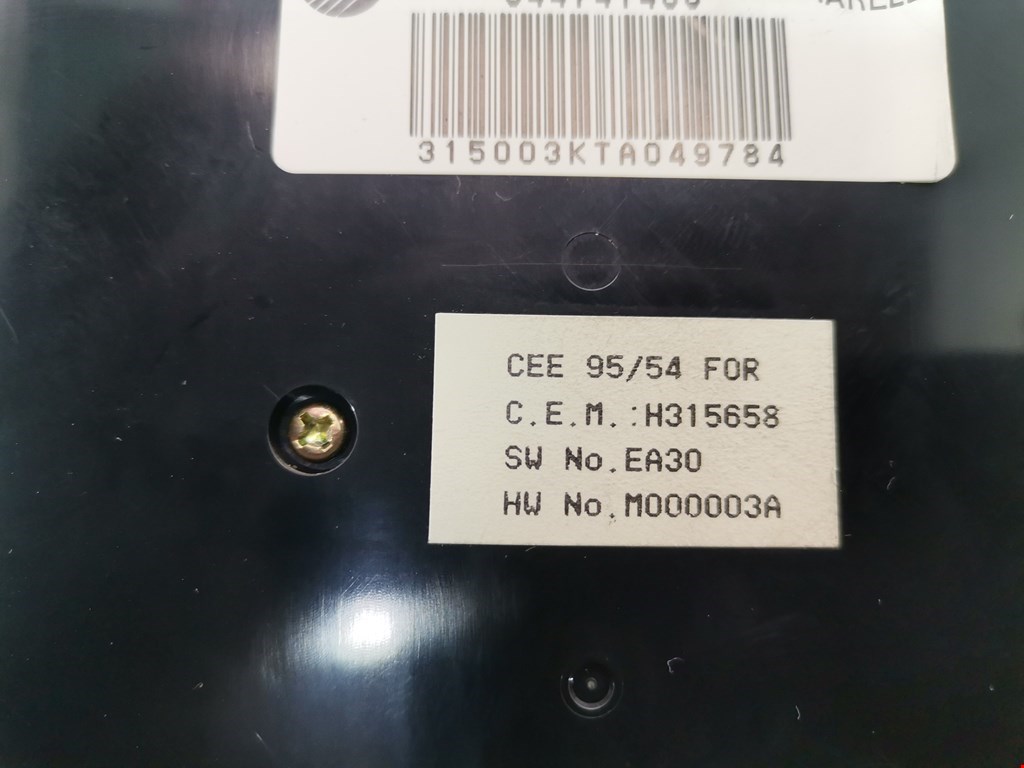 315003KTA049784
CEE 95/54 FOR
C.E.M.:H315658
SW No.EA30
HW No.M000003A